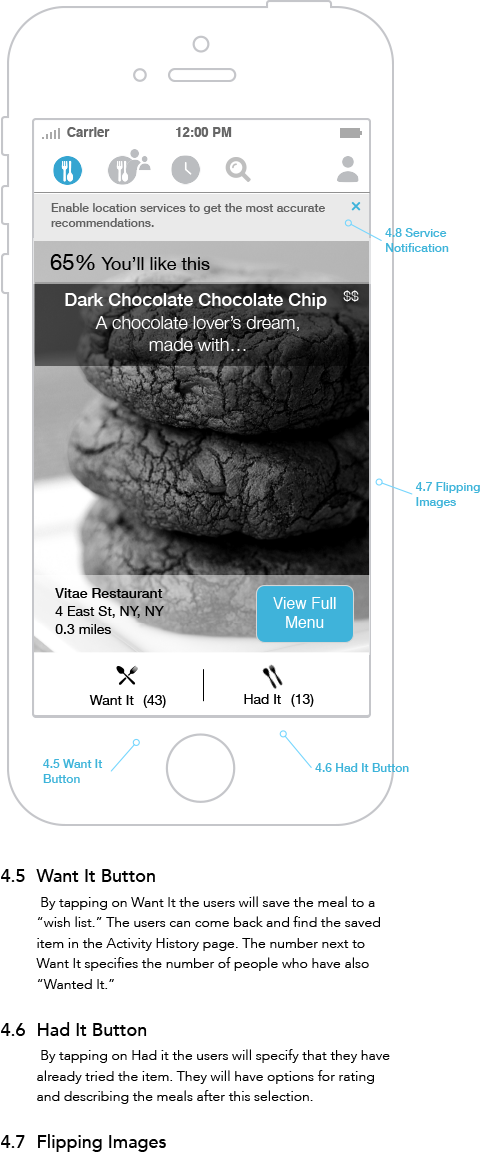 Carrier 12:00 PM
Enable location services to get the most accurate
recommendations.
×
4.8 Service
Notification
65% You’ll like this
Dark Chocolate Chocolate Chip $$
A chocolate lover’s dream,
made with…
4.7 Flipping
Images
Vitae Restaurant
4 East St, NY, NY
0.3 miles
View Full
Menu
Want It (43)
Had It (13)
4.5 Want It
Button
4.6 Had It Button
4.5 Want It Button
By tapping on Want It the users will save the meal to a
“wish list.” The users can come back and find the saved
item in the Activity History page. The number next to
Want It specifies the number of people who have also
“Wanted It.”
4.6 Had It Button
By tapping on Had it the users will specify that they have
already tried the item. They will have options for rating
and describing the meals after this selection.
4.7 Flipping Images